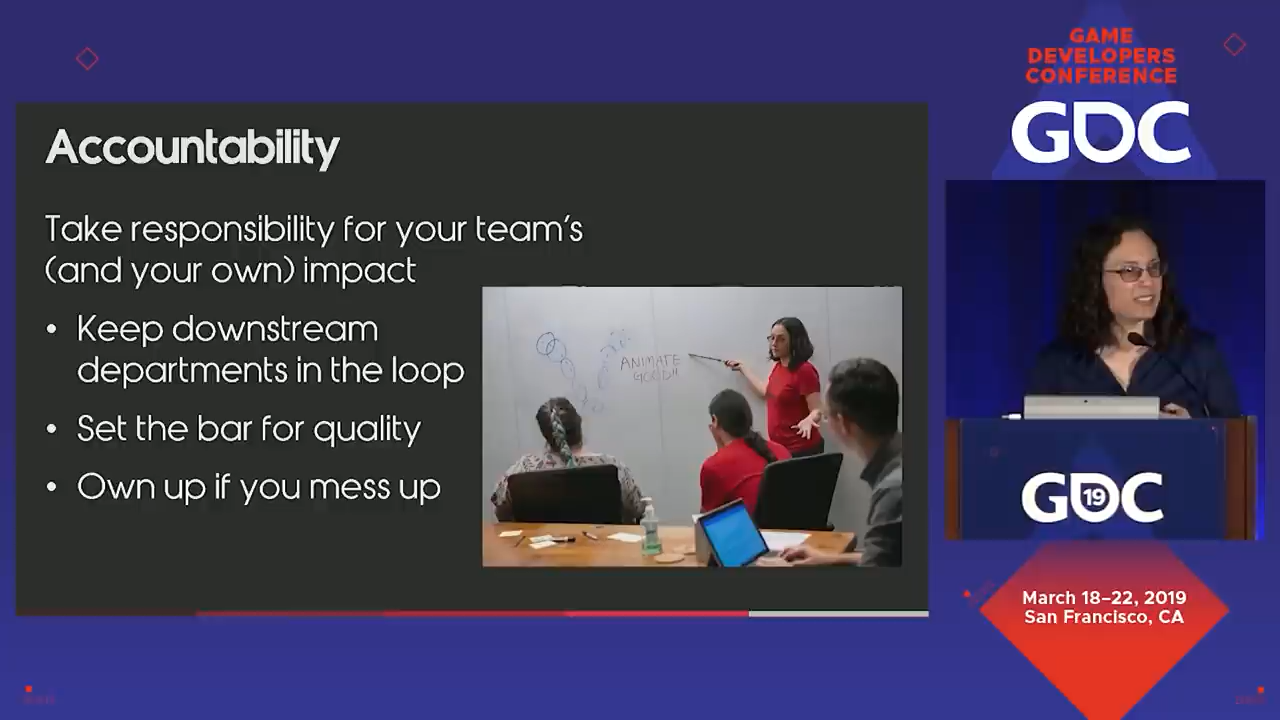 GAME
DEVELOPERS
CONFERENCE
GDC
Accountability
Take responsibility for your team's
(and your own) impact
• Keep downstream
departments in the loop
• Set the bar for quality
• Own up if you mess up
ANIMATE
GOOD!!
GDC
19
March 18–22, 2019
San Francisco, CA